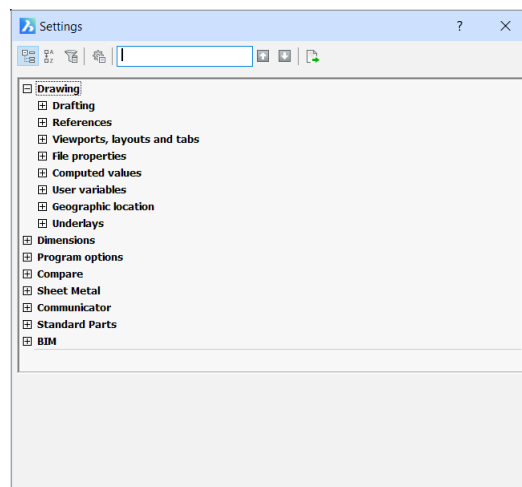 Settings
Drawing
Drafting
References
Viewports, layouts and tabs
File properties
Computed values
User variables
Geographic location
Underlays
Dimensions
Program options
Compare
Sheet Metal
Communicator
Standard Parts
BIM